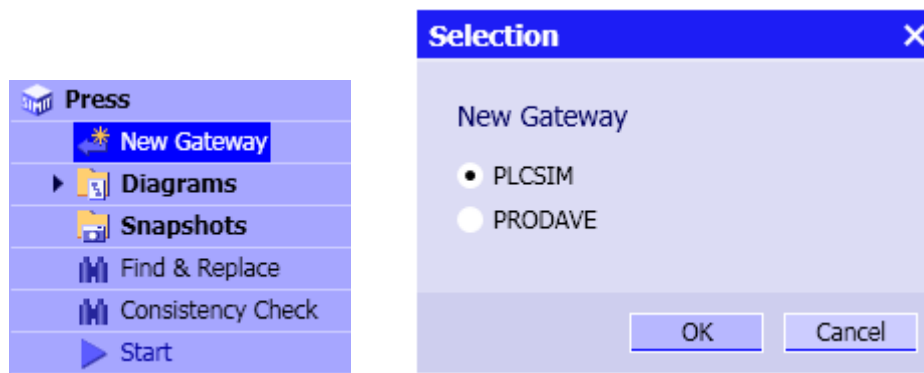 Press
New Gateway
Diagrams
Snapshots
Find & Replace
Consistency Check
Start
Selection
New Gateway
PLCSIM
PRODAVE
OK
Cancel